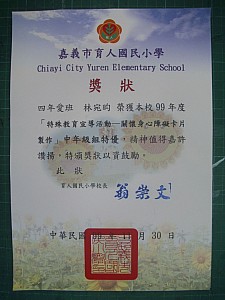 嘉義市育人國民小學
Chiayi City Yuren Elementary School
獎狀
四年愛班 林宛昀 榮獲本校99年度
「特殊教育宣導活動—關懷身心障礙卡片
製作」中年級組特優，精神值得嘉許
讚揚，特頒獎狀以資鼓勵。
此 狀
育人國民小學校長 翁崇文
中華民國 月 30 日